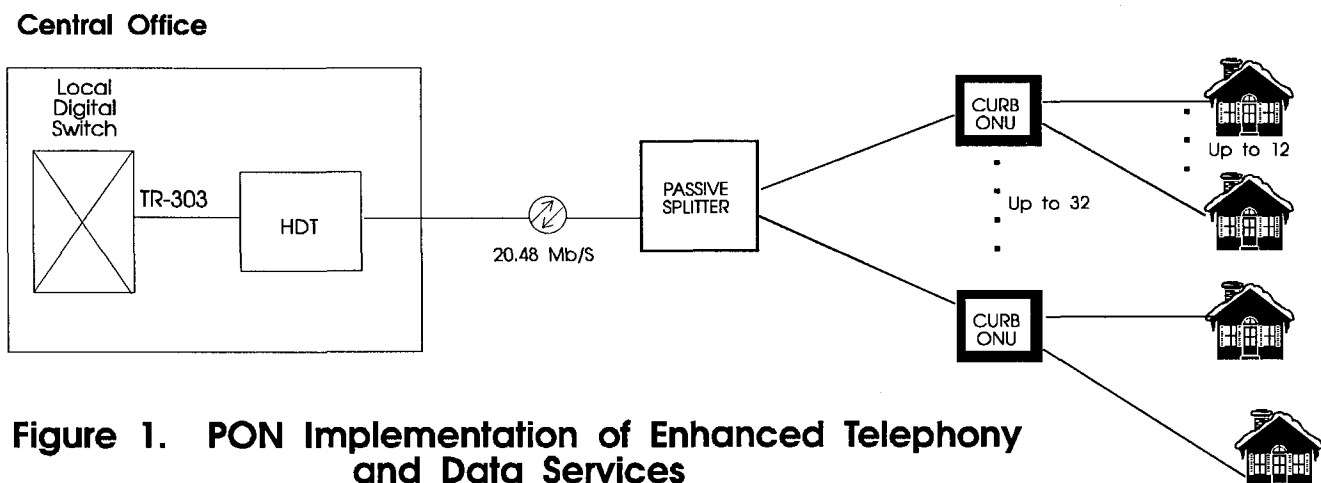 Central Office
Local
Digital
Switch
TR-303
HDT
20.48 Mb/S
PASSIVE
SPLITTER
CURB
ONU
Up to 12
Up to 32
CURB
ONU
Figure 1. PON Implementation of Enhanced Telephony
and Data Services